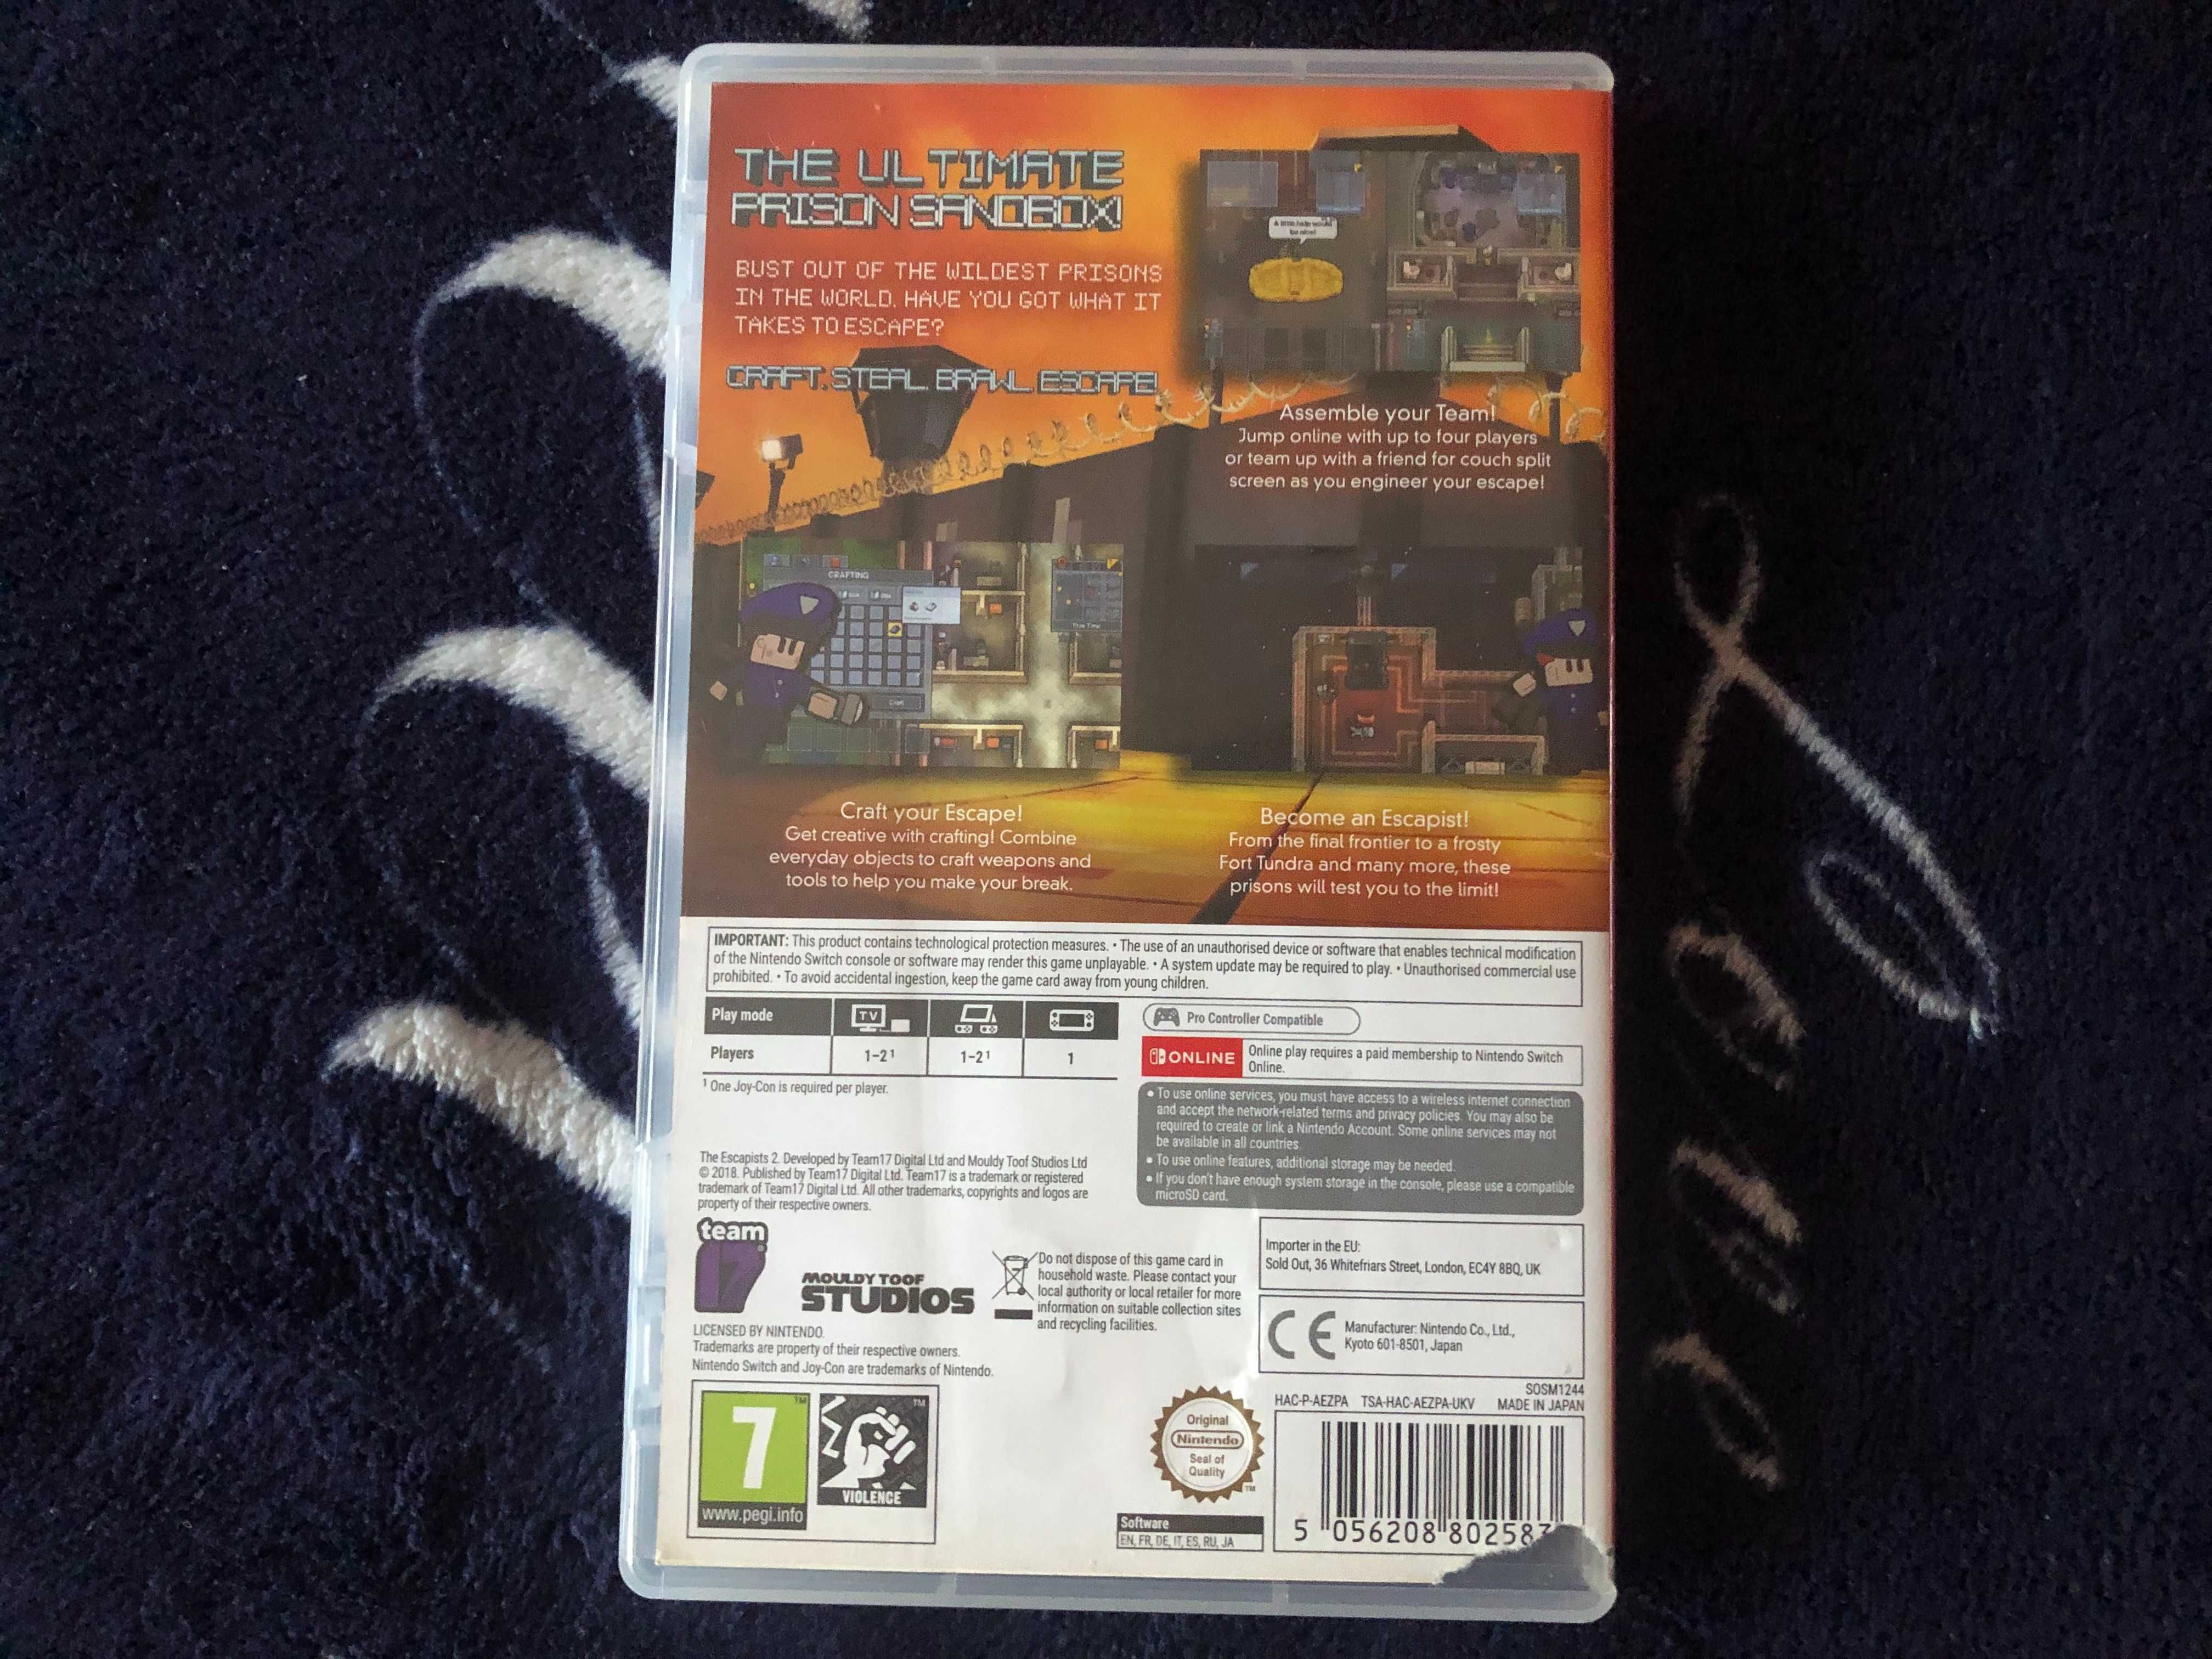 THE ULTIMATE
PRISON SANDBOX!
BUST OUT OF THE WILDEST PRISONS
IN THE WORLD. HAVE YOU GOT WHAT IT
TAKES TO ESCAPE?
CRAFT. STEAL. BRAWL. ESCAPE!
Assemble your Team!
Jump online with up to four players
or team up with a friend for couch split
screen as you engineer your escape!
CRAFTING
Free Time
Craft
Craft your Escape!
Get creative with crafting! Combine
everyday objects to craft weapons and
tools to help you make your break.
Become an Escapist!
From the final frontier to a frosty
Fort Tundra and many more, these
prisons will test you to the limit!
IMPORTANT: This product contains technological protection measures. • The use of an unauthorised device or software that enables technical modification
of the Nintendo Switch console or software may render this game unplayable. • A system update may be required to play. • Unauthorised commercial use
prohibited. • To avoid accidental ingestion, keep the game card away from young children.
Play mode TV
Players 1-2¹ 1-2¹ 1
¹ One Joy-Con is required per player.
Pro Controller Compatible
ONLINE
Online play requires a paid membership to Nintendo Switch
Online.
• To use online services, you must have access to a wireless internet connection
and accept the network-related terms and privacy policies. You may also be
required to create or link a Nintendo Account. Some online services may not
be available in all countries.
• To use online features, additional storage may be needed.
• If you don't have enough system storage in the console, please use a compatible
microSD card.
The Escapists 2. Developed by Team17 Digital Ltd and Mouldy Toof Studios Ltd
© 2018. Published by Team17 Digital Ltd. Team17 is a trademark or registered
trademark of Team17 Digital Ltd. All other trademarks, copyrights and logos are
property of their respective owners.
team
17
MOULDY TOOF
STUDIOS
Do not dispose of this game card in
household waste. Please contact your
local authority or local retailer for more
information on suitable collection sites
and recycling facilities.
Importer in the EU:
Sold Out, 36 Whitefriars Street, London, EC4Y 8BQ, UK
CE
Manufacturer: Nintendo Co., Ltd.,
Kyoto 601-8501, Japan
LICENSED BY NINTENDO.
Trademarks are property of their respective owners.
Nintendo Switch and Joy-Con are trademarks of Nintendo.
SOSM1244
HAC-P-AEZPA TSA-HAC-AEZPA-UKV MADE IN JAPAN
7 TM
www.pegi.info
TM
VIOLENCE
Original
Nintendo
Seal of
Quality
TM
Software
EN, FR, DE, IT, ES, RU, JA
5 056208 80258